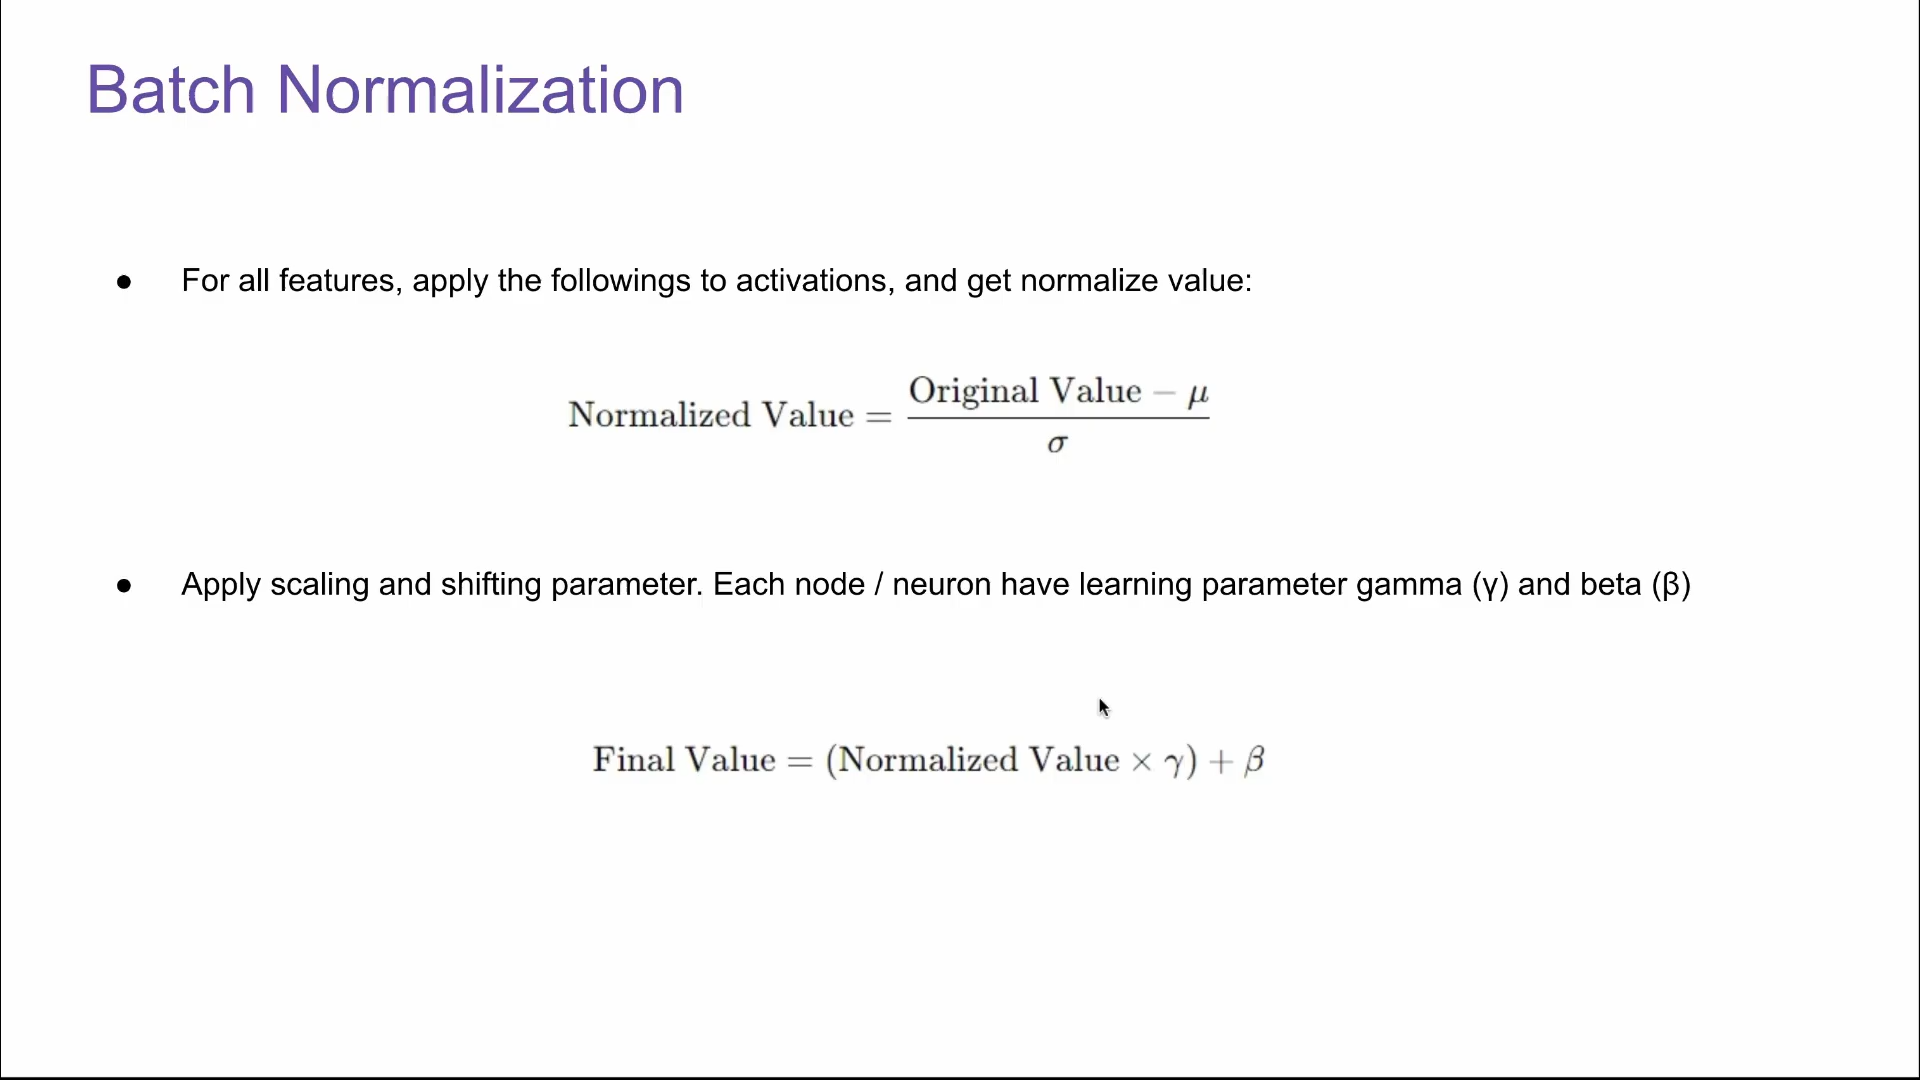 Batch Normalization
● For all features, apply the followings to activations, and get normalize value:
Normalized Value = (Original Value − μ) / σ
● Apply scaling and shifting parameter. Each node / neuron have learning parameter gamma (γ) and beta (β)
Final Value = (Normalized Value × γ) + β